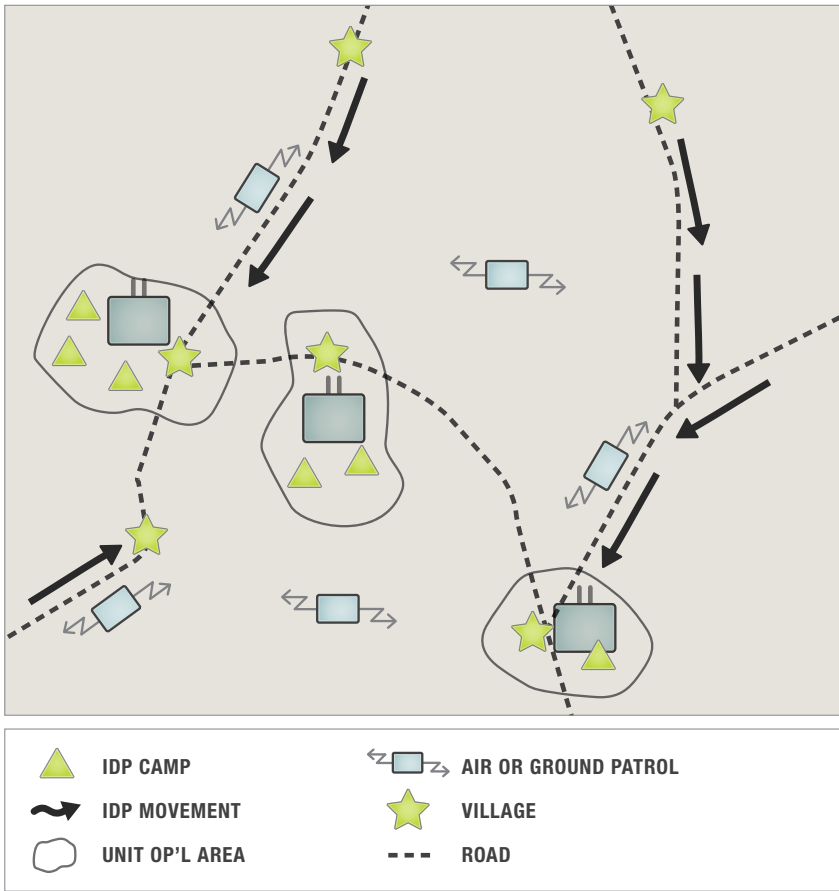 IDP CAMP
AIR OR GROUND PATROL
IDP MOVEMENT
VILLAGE
UNIT OP'L AREA
ROAD